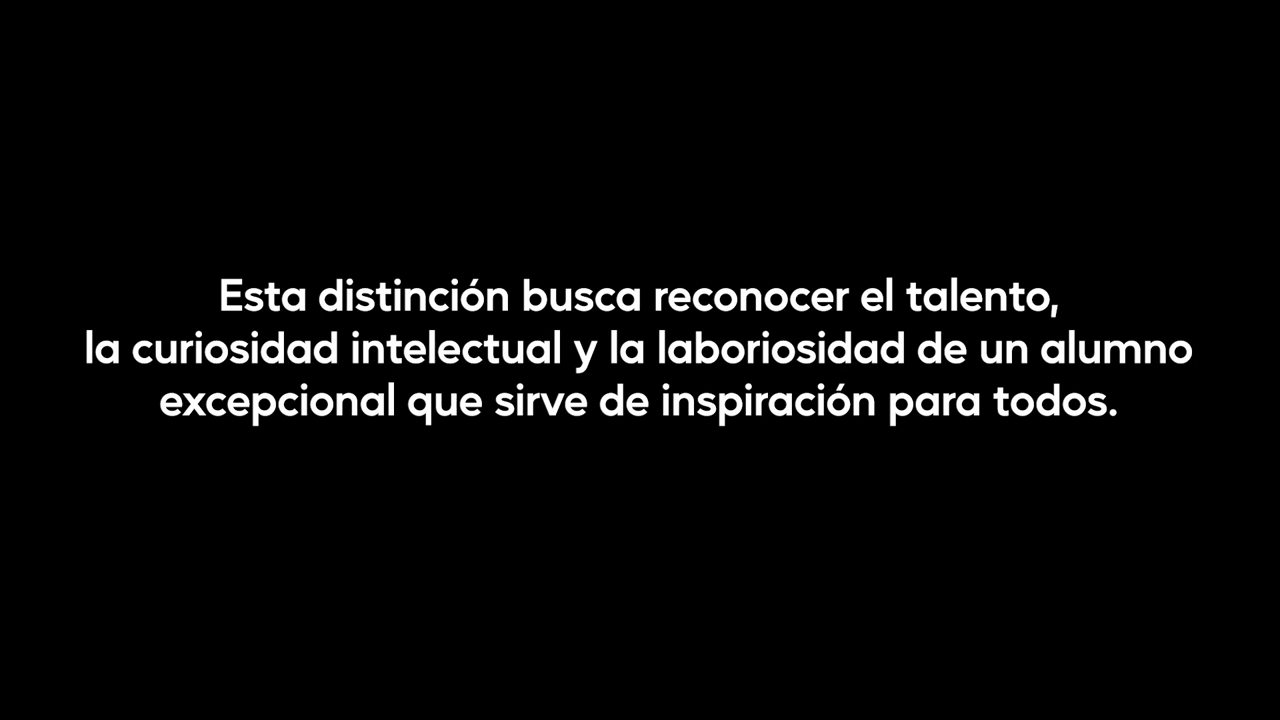 Esta distinción busca reconocer el talento,
la curiosidad intelectual y la laboriosidad de un alumno
excepcional que sirve de inspiración para todos.